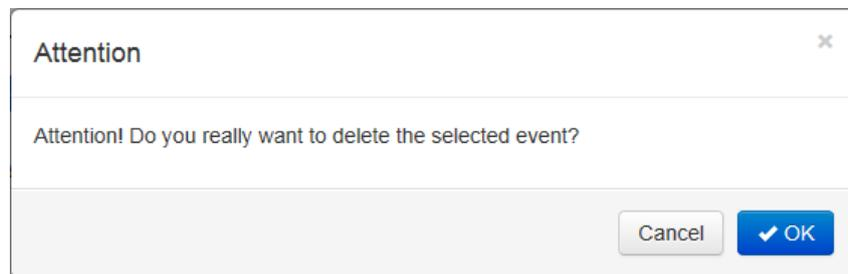 Attention
Attention! Do you really want to delete the selected event?
Cancel
OK